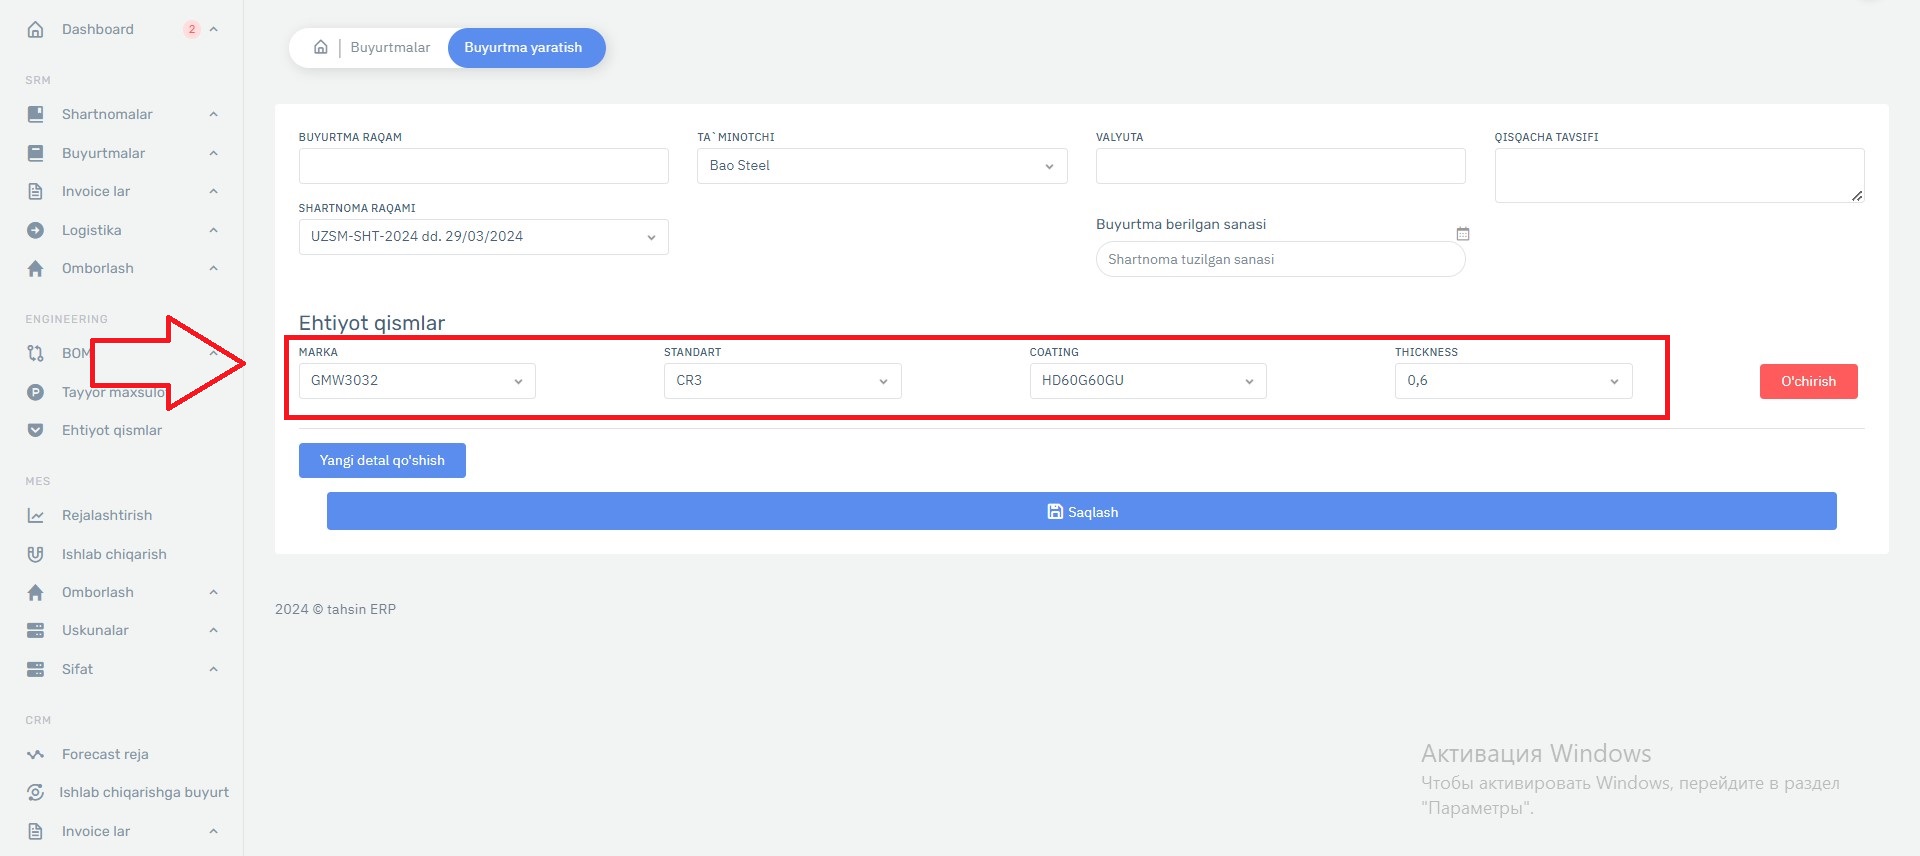 Dashboard 2
SRM
Shartnomalar
Buyurtmalar
Invoice lar
Logistika
Omborlash
ENGINEERING
BOM
Tayyor maxsulo
Ehtiyot qismlar
MES
Rejalashtirish
Ishlab chiqarish
Omborlash
Uskunalar
Sifat
CRM
Forecast reja
Ishlab chiqarishga buyurt
Invoice lar
Buyurtmalar Buyurtma yaratish
BUYURTMA RAQAM TA`MINOTCHI VALYUTA QISQACHA TAVSIFI
Bao Steel
SHARTNOMA RAQAMI
UZSM-SHT-2024 dd. 29/03/2024
Buyurtma berilgan sanasi
Shartnoma tuzilgan sanasi
Ehtiyot qismlar
MARKA STANDART COATING THICKNESS
GMW3032 CR3 HD60G60GU 0,6 O'chirish
Yangi detal qo'shish
Saqlash
2024 © tahsin ERP
Активация Windows
Чтобы активировать Windows, перейдите в раздел
"Параметры".